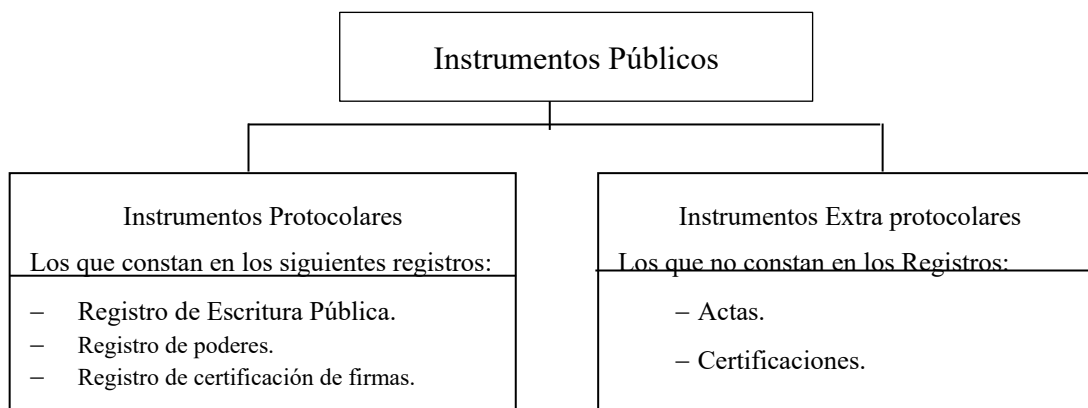 Instrumentos Públicos
Instrumentos Protocolares
Los que constan en los siguientes registros:
– Registro de Escritura Pública.
– Registro de poderes.
– Registro de certificación de firmas.
Instrumentos Extra protocolares
Los que no constan en los Registros:
– Actas.
– Certificaciones.